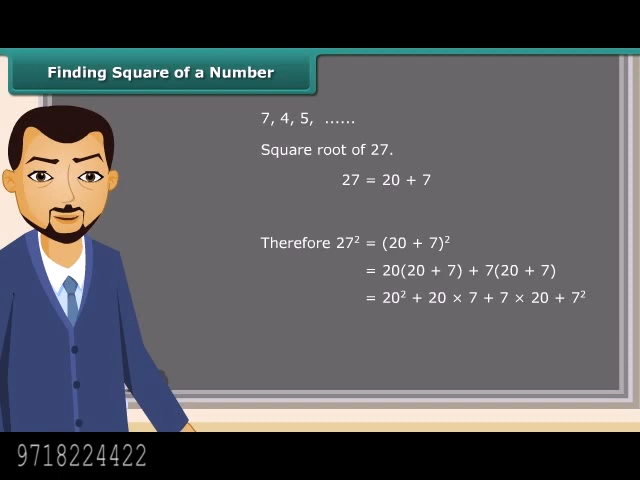 Finding Square of a Number
7, 4, 5, ......
Square root of 27.
27 = 20 + 7
Therefore 27² = (20 + 7)²
= 20(20 + 7) + 7(20 + 7)
= 20² + 20 × 7 + 7 × 20 + 7²
9718224422